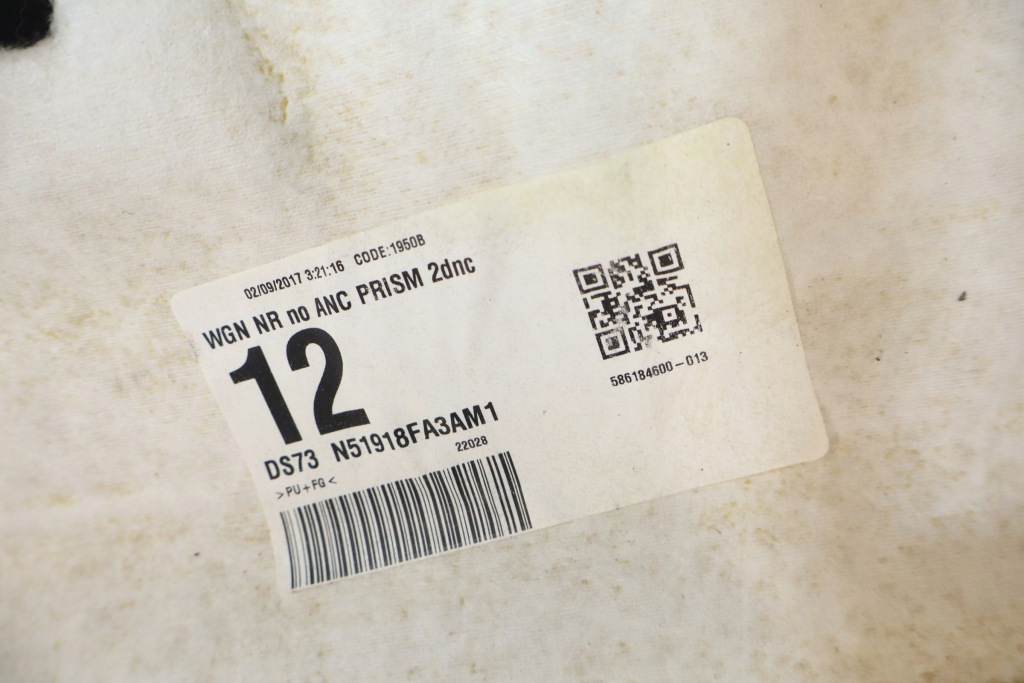 02/09/2017 3:21:16 CODE:1950B
WGN NR no ANC PRISM 2dnc
12
DS73 N51918FA3AM1
22028
>PU+FG<
586184600-013